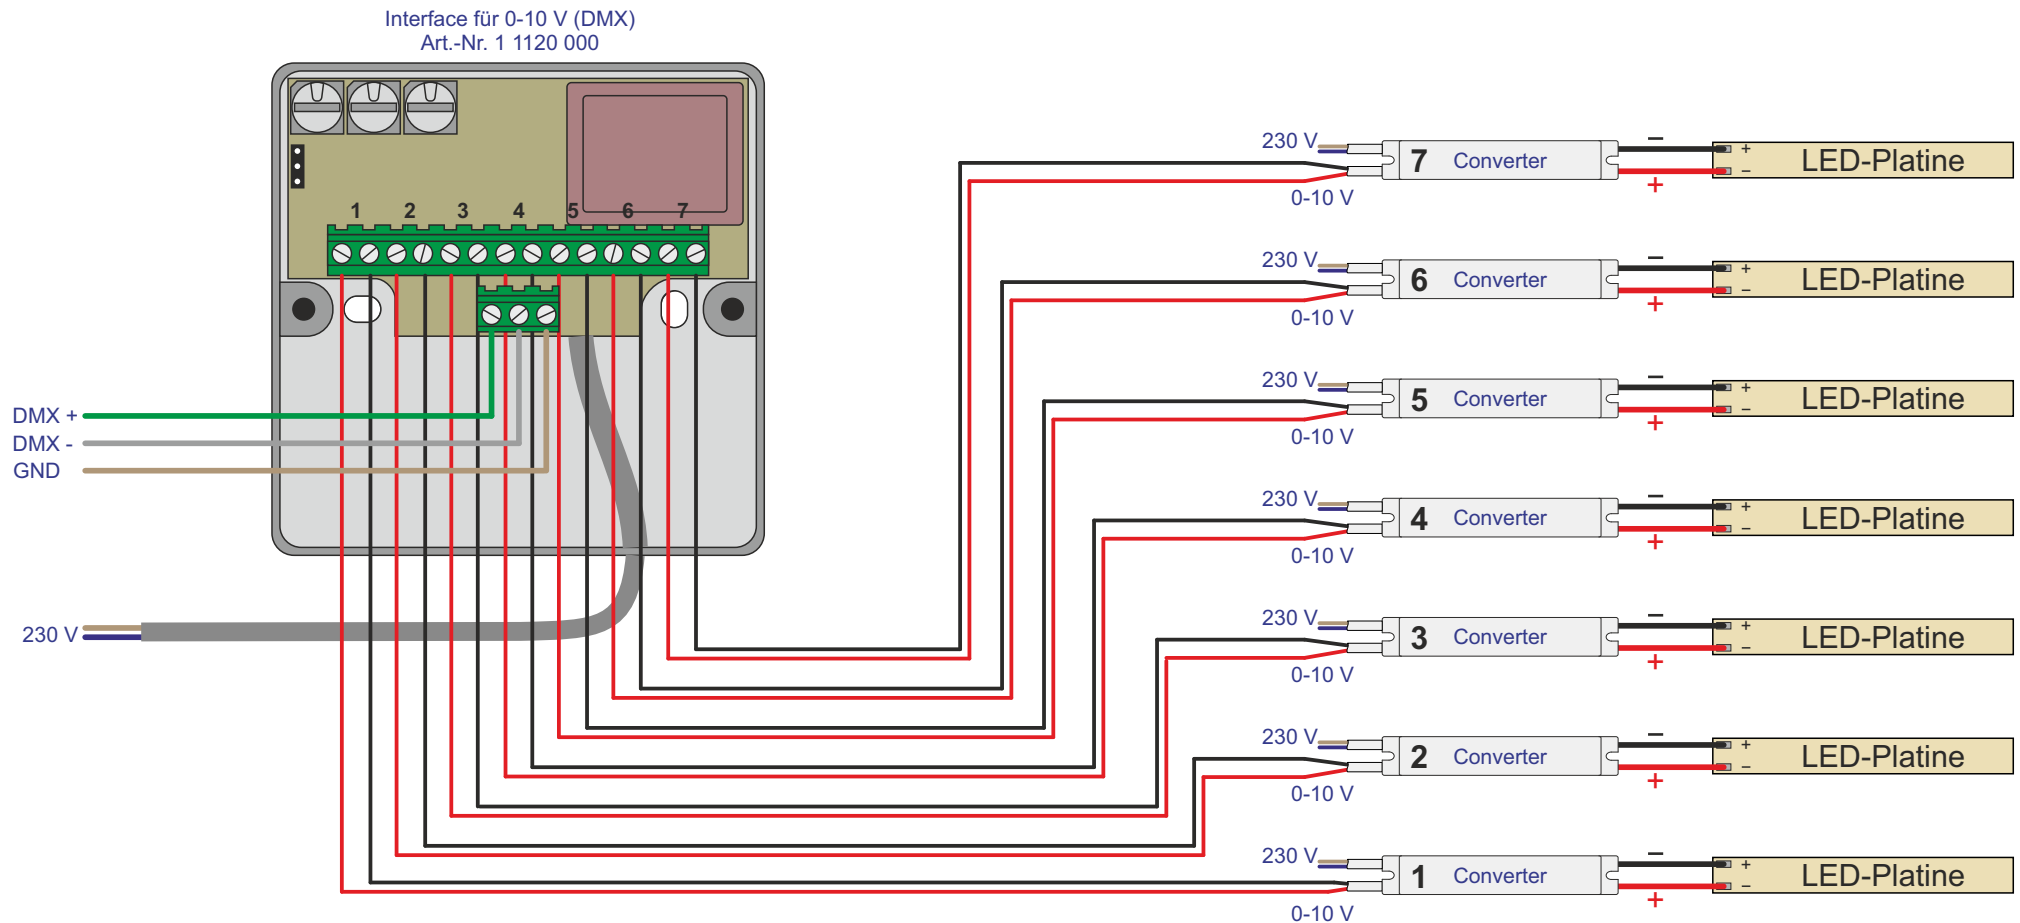 Interface für 0-10 V (DMX)
Art.-Nr. 1 1120 000
1 2 3 4 5 6 7
DMX +
DMX -
GND
230 V
230 V
0-10 V
7 Converter
−
+
+
−
LED-Platine
230 V
0-10 V
6 Converter
−
+
+
−
LED-Platine
230 V
0-10 V
5 Converter
−
+
+
−
LED-Platine
230 V
0-10 V
4 Converter
−
+
+
−
LED-Platine
230 V
0-10 V
3 Converter
−
+
+
−
LED-Platine
230 V
0-10 V
2 Converter
−
+
+
−
LED-Platine
230 V
0-10 V
1 Converter
−
+
+
−
LED-Platine